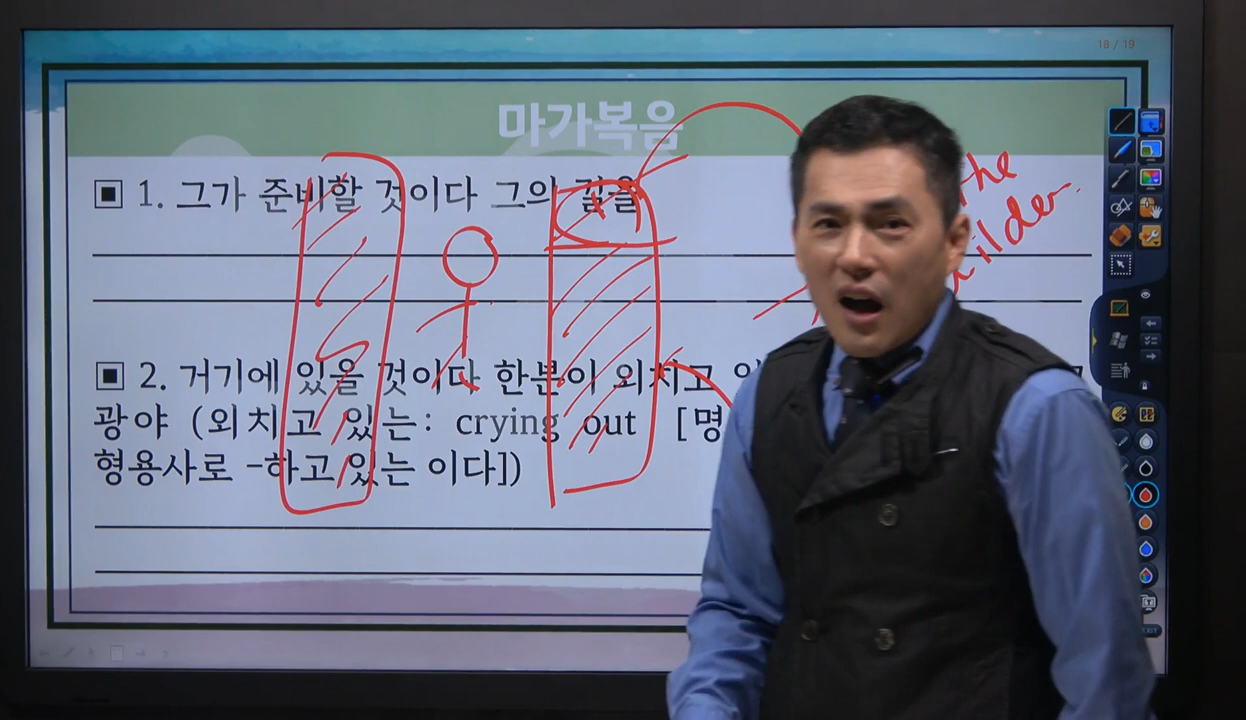 18 / 19
마가복음
1. 그가 준비할 것이다 그의 길을
the
2. 거기에 있을 것이다 한분이 외치고
광야 (외치고 있는: crying out [명
형용사로 -하고 있는 이다])